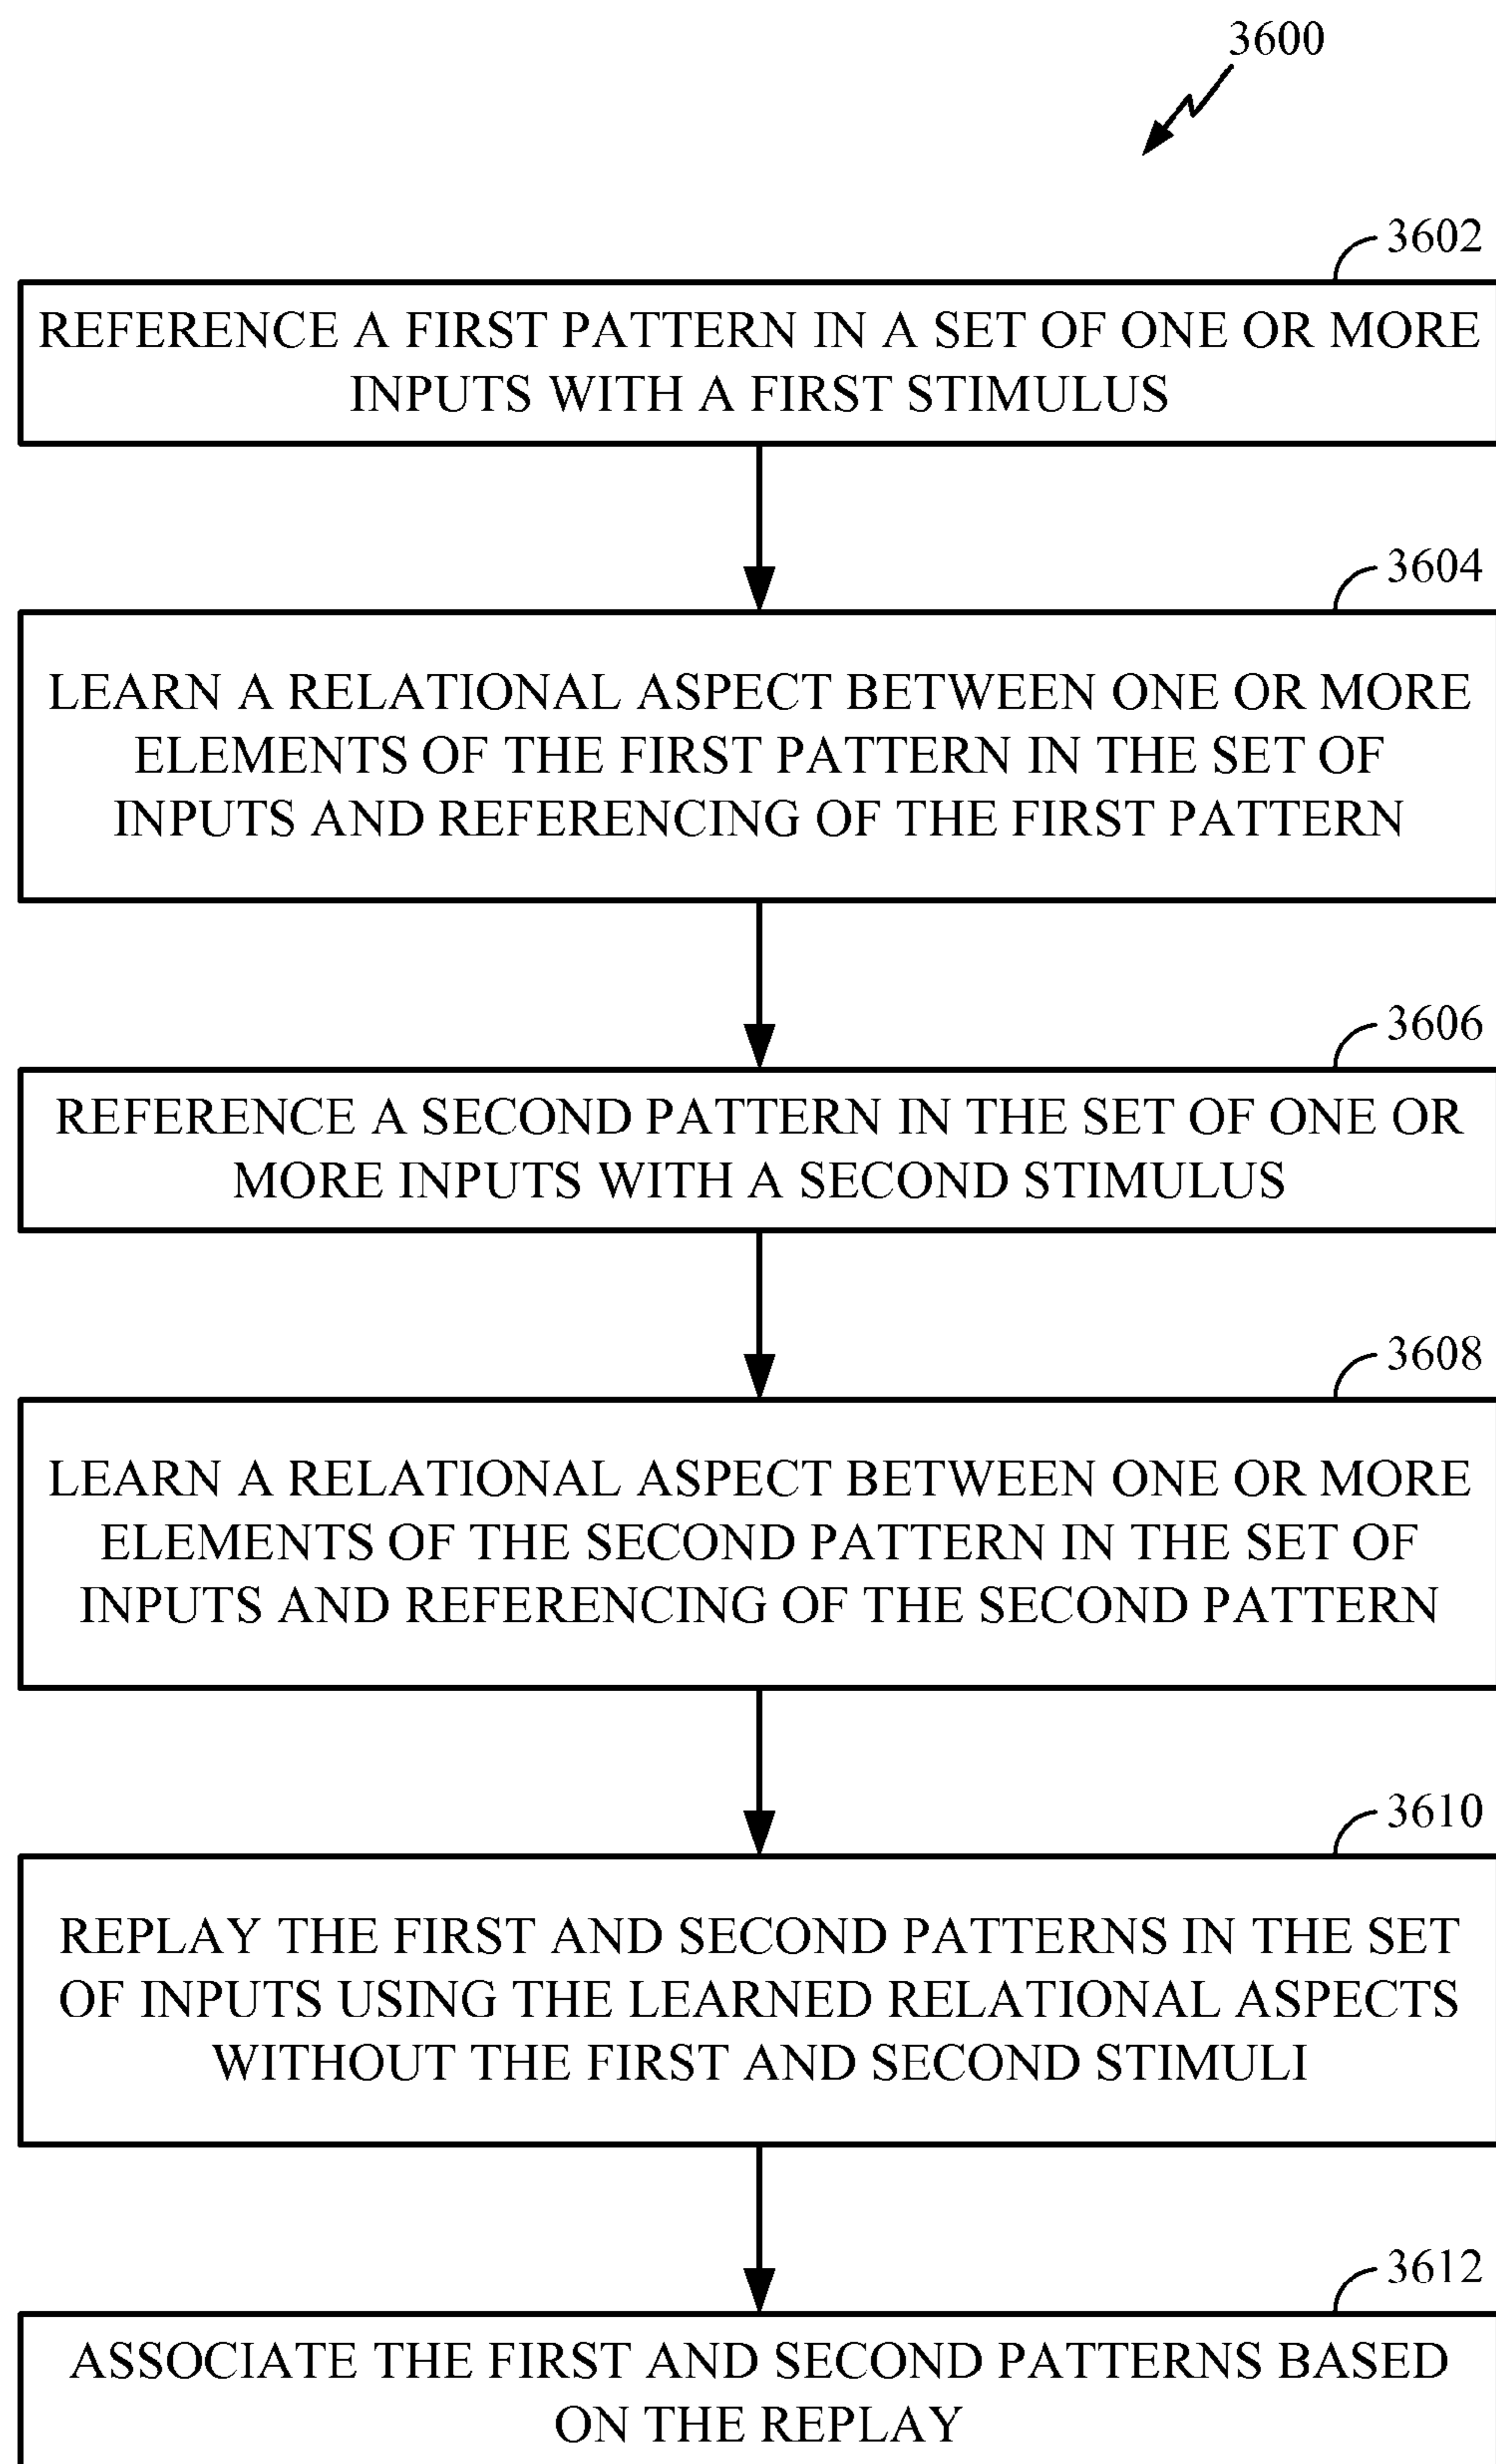 3600
3602
REFERENCE A FIRST PATTERN IN A SET OF ONE OR MORE
INPUTS WITH A FIRST STIMULUS
3604
LEARN A RELATIONAL ASPECT BETWEEN ONE OR MORE
ELEMENTS OF THE FIRST PATTERN IN THE SET OF
INPUTS AND REFERENCING OF THE FIRST PATTERN
3606
REFERENCE A SECOND PATTERN IN THE SET OF ONE OR
MORE INPUTS WITH A SECOND STIMULUS
3608
LEARN A RELATIONAL ASPECT BETWEEN ONE OR MORE
ELEMENTS OF THE SECOND PATTERN IN THE SET OF
INPUTS AND REFERENCING OF THE SECOND PATTERN
3610
REPLAY THE FIRST AND SECOND PATTERNS IN THE SET
OF INPUTS USING THE LEARNED RELATIONAL ASPECTS
WITHOUT THE FIRST AND SECOND STIMULI
3612
ASSOCIATE THE FIRST AND SECOND PATTERNS BASED
ON THE REPLAY